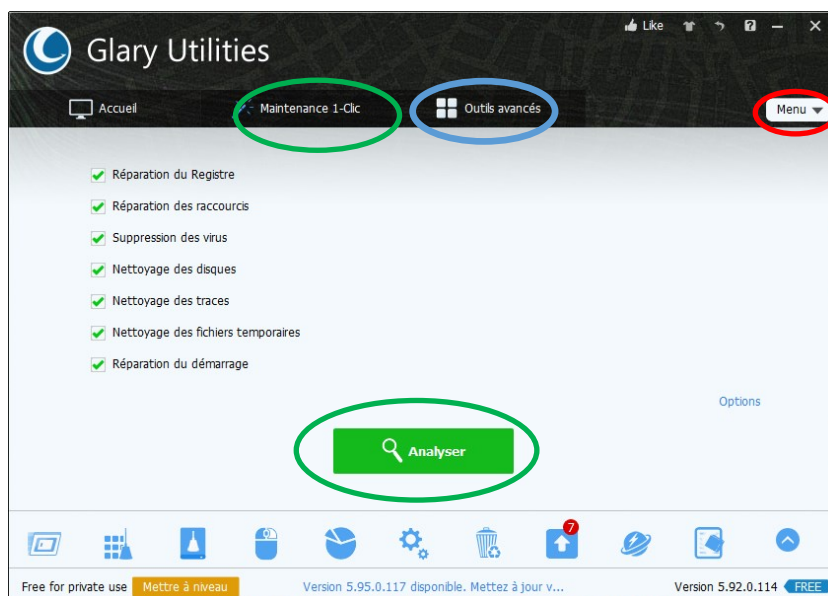 Like
Glary Utilities
Accueil Maintenance 1-Clic Outils avancés Menu
Réparation du Registre
Réparation des raccourcis
Suppression des virus
Nettoyage des disques
Nettoyage des traces
Nettoyage des fichiers temporaires
Réparation du démarrage
Options
Analyser
7
Free for private use Mettre à niveau Version 5.95.0.117 disponible. Mettez à jour v... Version 5.92.0.114 FREE